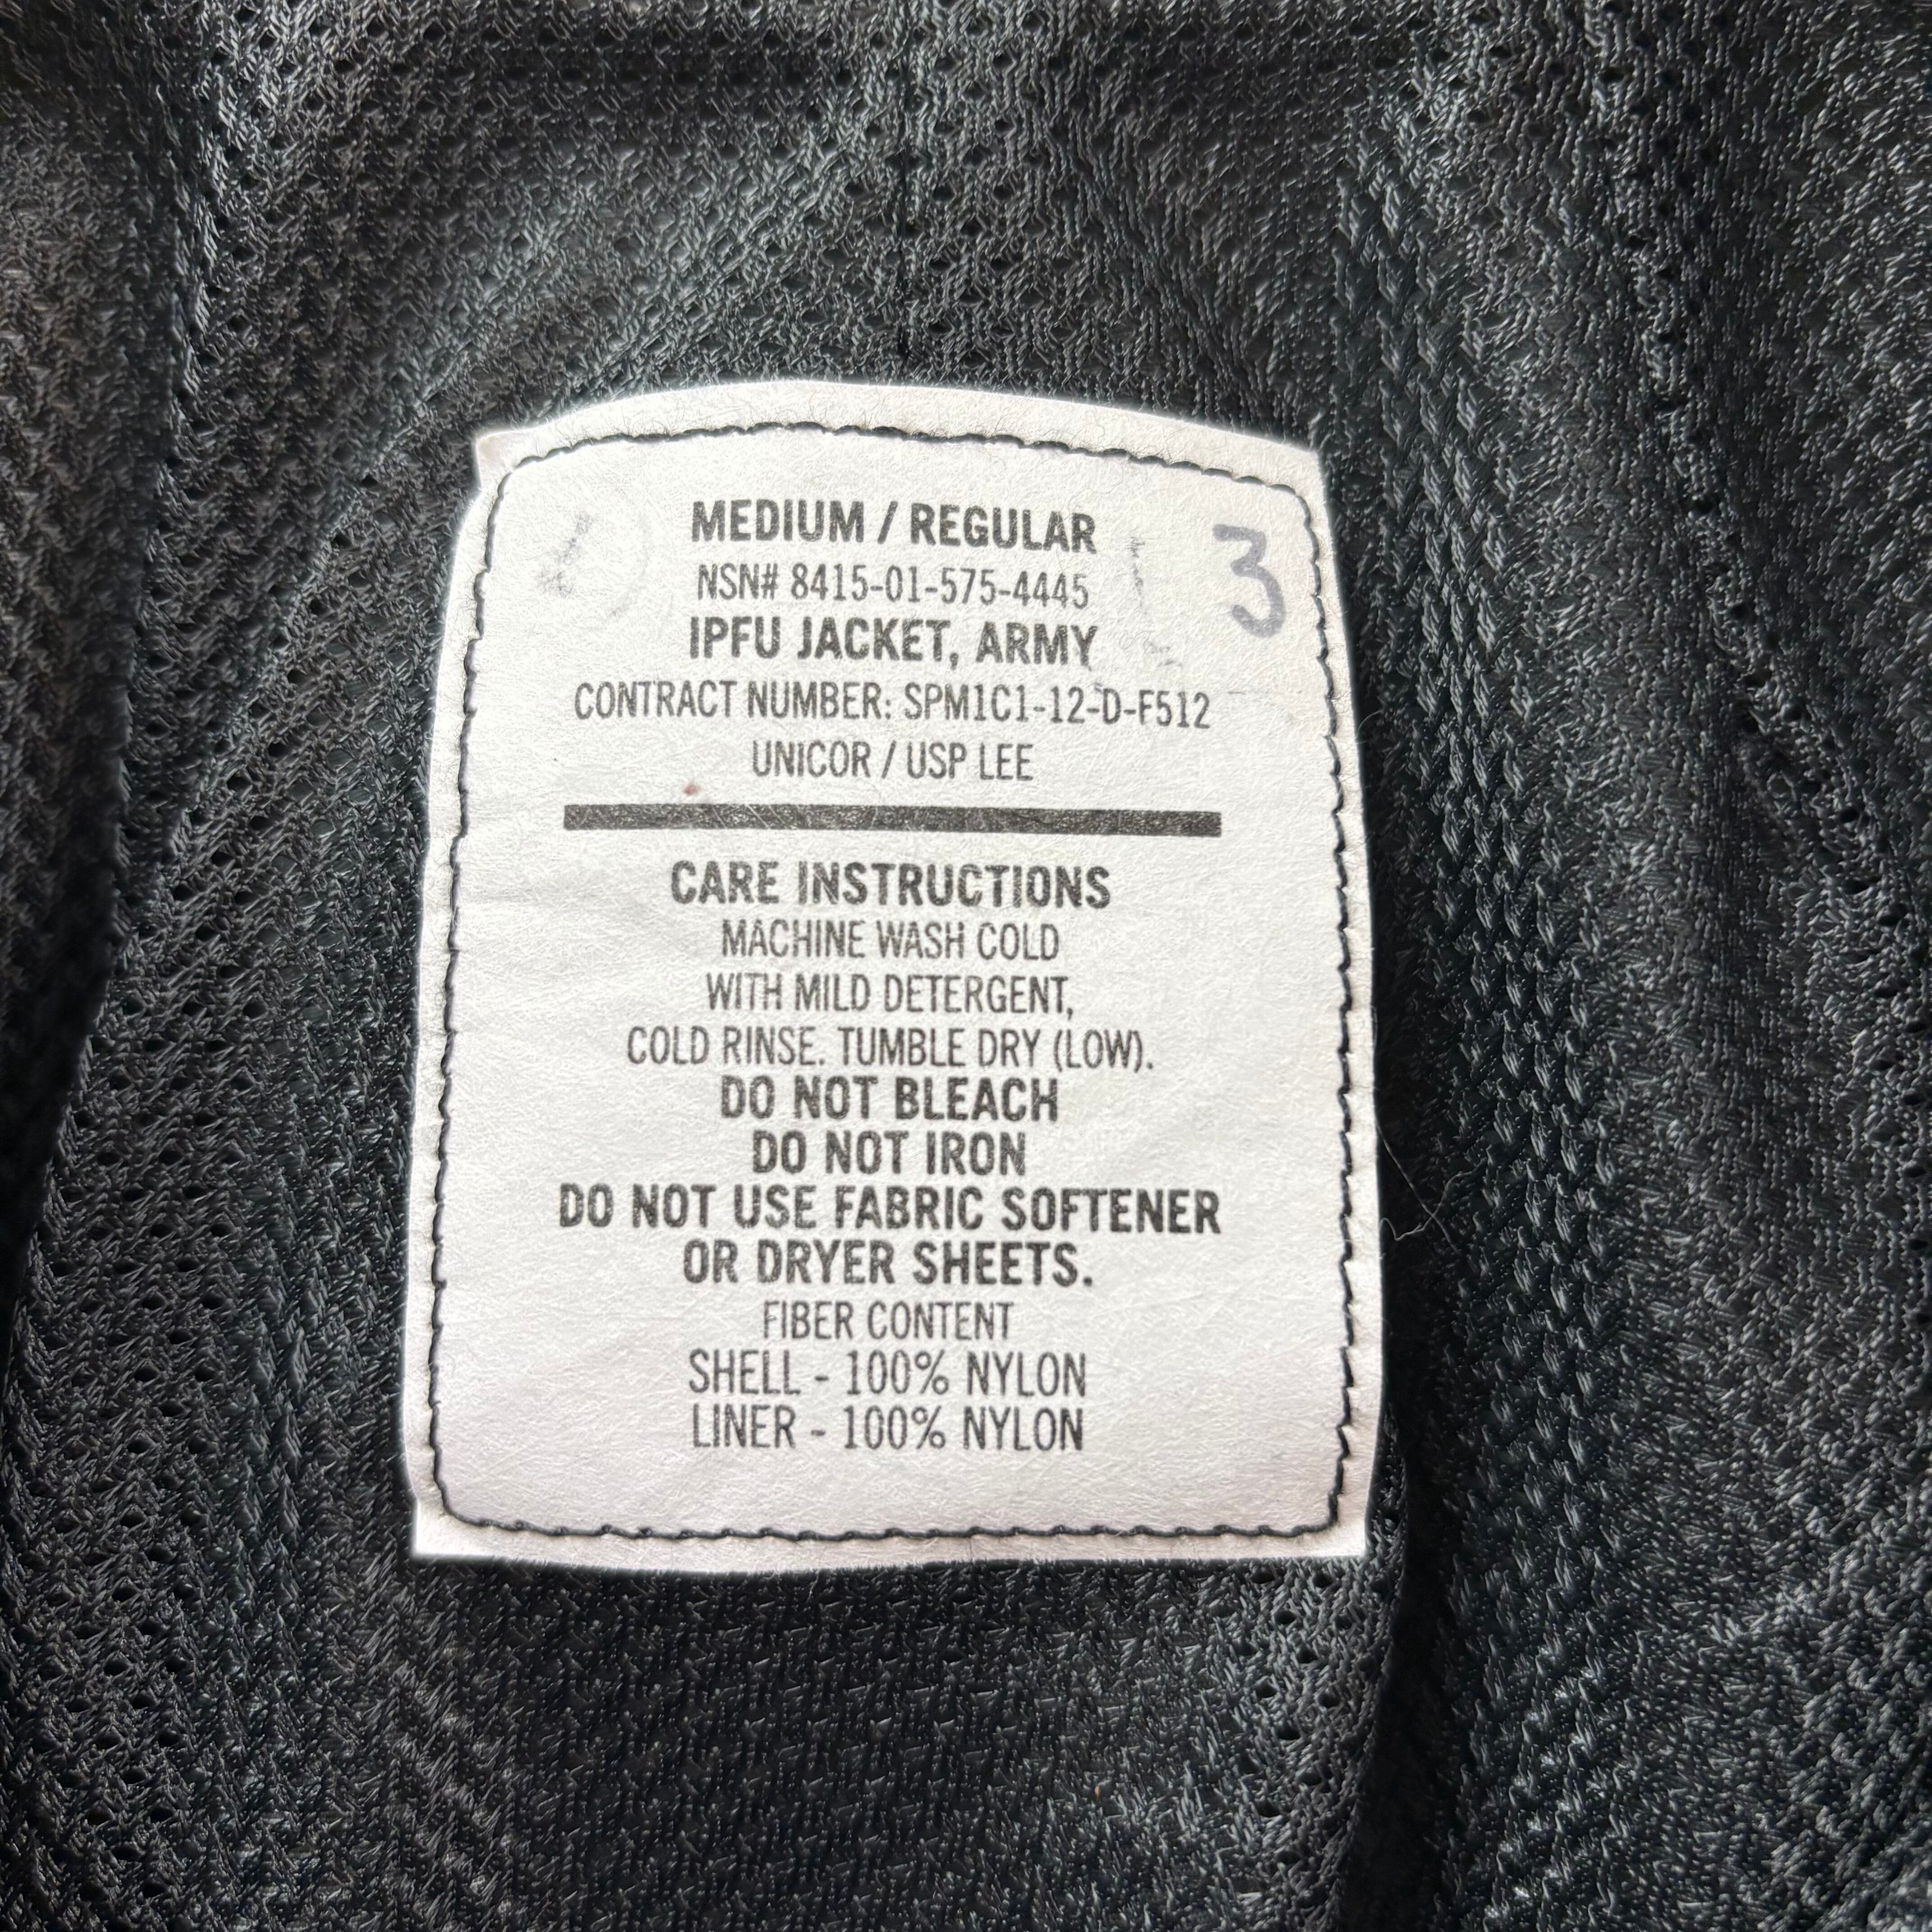 MEDIUM / REGULAR
3
NSN# 8415-01-575-4445
IPFU JACKET, ARMY
CONTRACT NUMBER: SPM1C1-12-D-F512
UNICOR / USP LEE
CARE INSTRUCTIONS
MACHINE WASH COLD
WITH MILD DETERGENT,
COLD RINSE. TUMBLE DRY (LOW).
DO NOT BLEACH
DO NOT IRON
DO NOT USE FABRIC SOFTENER
OR DRYER SHEETS.
FIBER CONTENT
SHELL - 100% NYLON
LINER - 100% NYLON